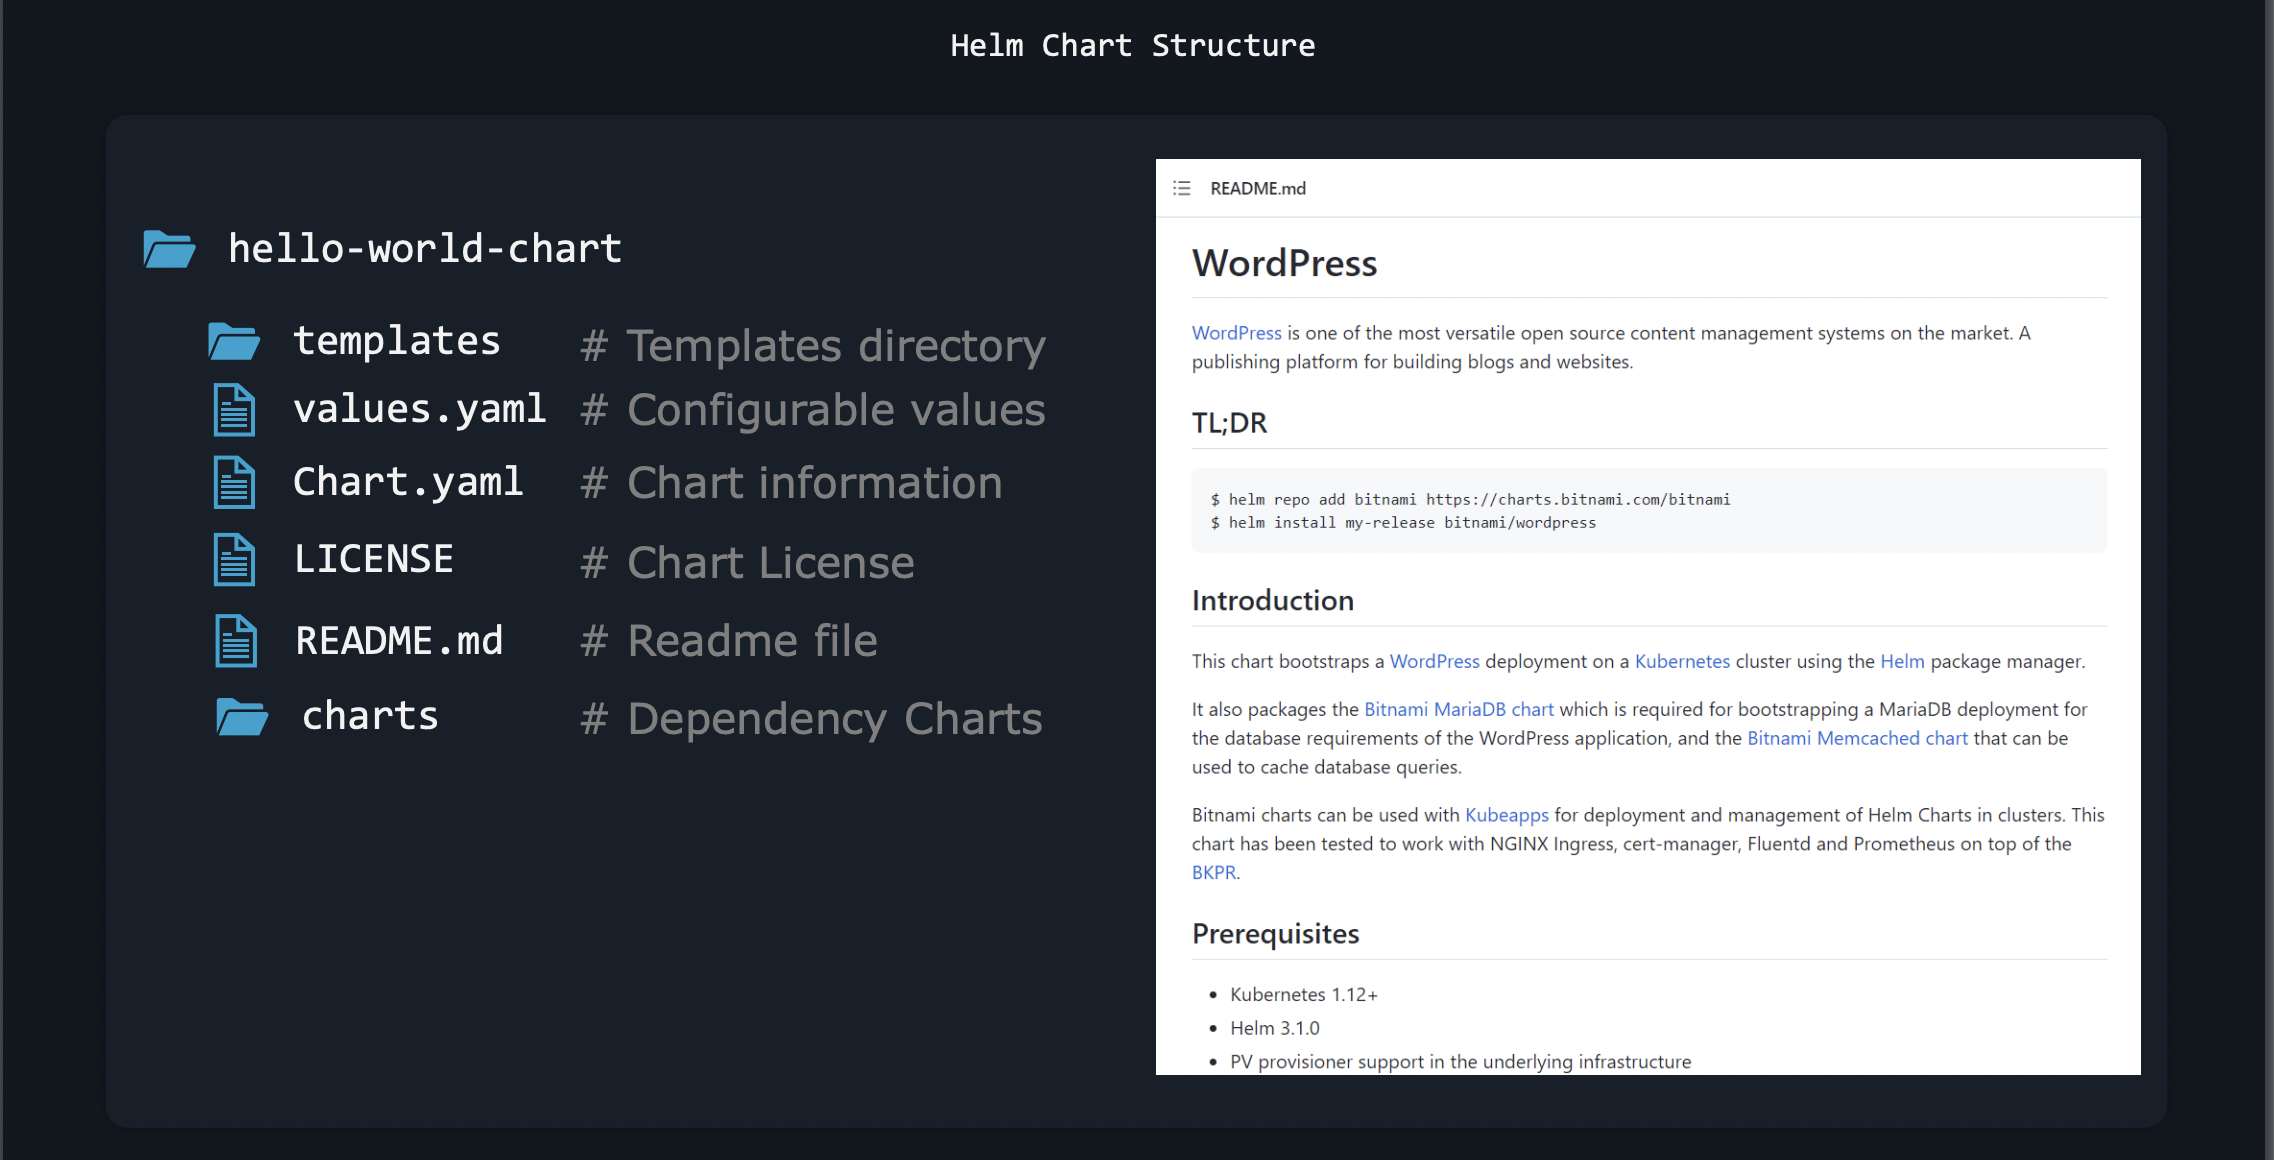 Helm Chart Structure
hello-world-chart
templates # Templates directory
values.yaml # Configurable values
Chart.yaml # Chart information
LICENSE # Chart License
README.md # Readme file
charts # Dependency Charts
README.md
WordPress
WordPress is one of the most versatile open source content management systems on the market. A
publishing platform for building blogs and websites.
TL;DR
$ helm repo add bitnami https://charts.bitnami.com/bitnami
$ helm install my-release bitnami/wordpress
Introduction
This chart bootstraps a WordPress deployment on a Kubernetes cluster using the Helm package manager.
It also packages the Bitnami MariaDB chart which is required for bootstrapping a MariaDB deployment for
the database requirements of the WordPress application, and the Bitnami Memcached chart that can be
used to cache database queries.
Bitnami charts can be used with Kubeapps for deployment and management of Helm Charts in clusters. This
chart has been tested to work with NGINX Ingress, cert-manager, Fluentd and Prometheus on top of the
BKPR.
Prerequisites
• Kubernetes 1.12+
• Helm 3.1.0
• PV provisioner support in the underlying infrastructure